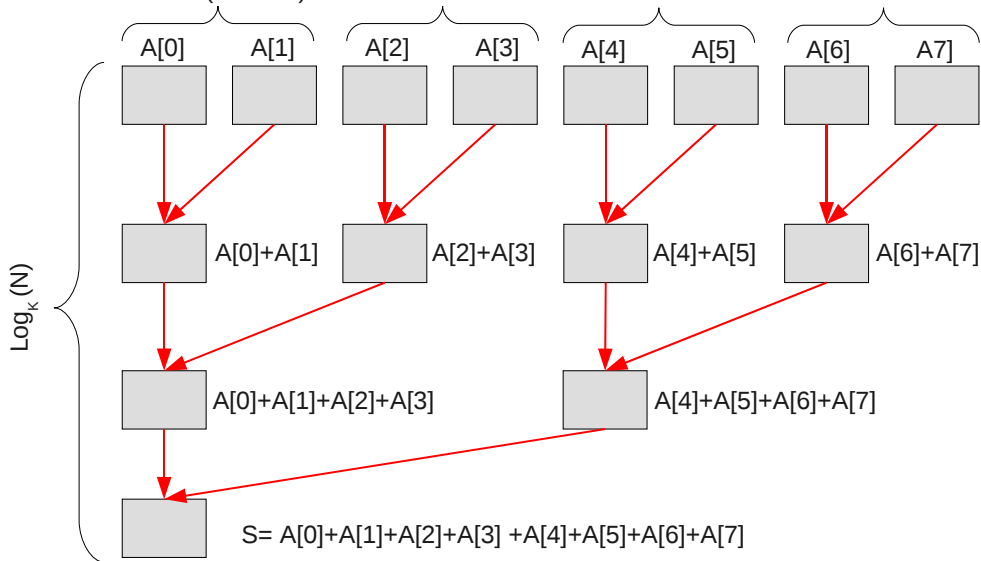 A[0] A[1] A[2] A[3] A[4] A[5] A[6] A7]
A[0]+A[1] A[2]+A[3] A[4]+A[5] A[6]+A[7]
Log_K (N)
A[0]+A[1]+A[2]+A[3] A[4]+A[5]+A[6]+A[7]
S= A[0]+A[1]+A[2]+A[3] +A[4]+A[5]+A[6]+A[7]